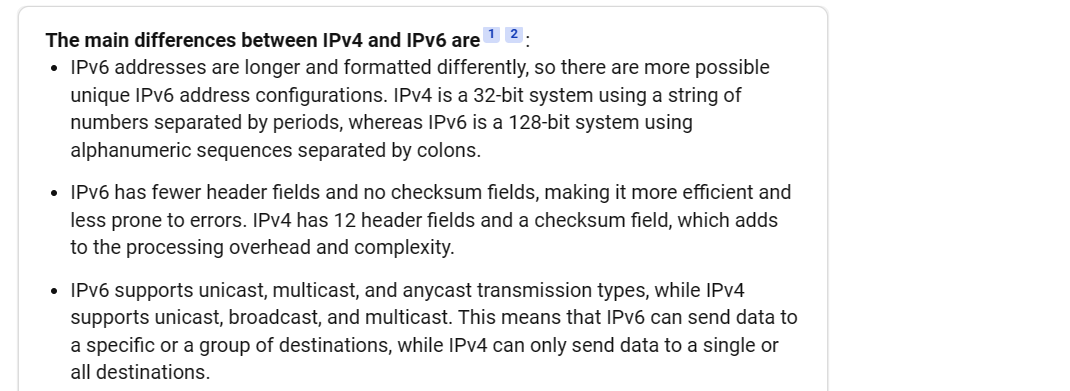 The main differences between IPv4 and IPv6 are 1 2 :
• IPv6 addresses are longer and formatted differently, so there are more possible
unique IPv6 address configurations. IPv4 is a 32-bit system using a string of
numbers separated by periods, whereas IPv6 is a 128-bit system using
alphanumeric sequences separated by colons.
• IPv6 has fewer header fields and no checksum fields, making it more efficient and
less prone to errors. IPv4 has 12 header fields and a checksum field, which adds
to the processing overhead and complexity.
• IPv6 supports unicast, multicast, and anycast transmission types, while IPv4
supports unicast, broadcast, and multicast. This means that IPv6 can send data to
a specific or a group of destinations, while IPv4 can only send data to a single or
all destinations.